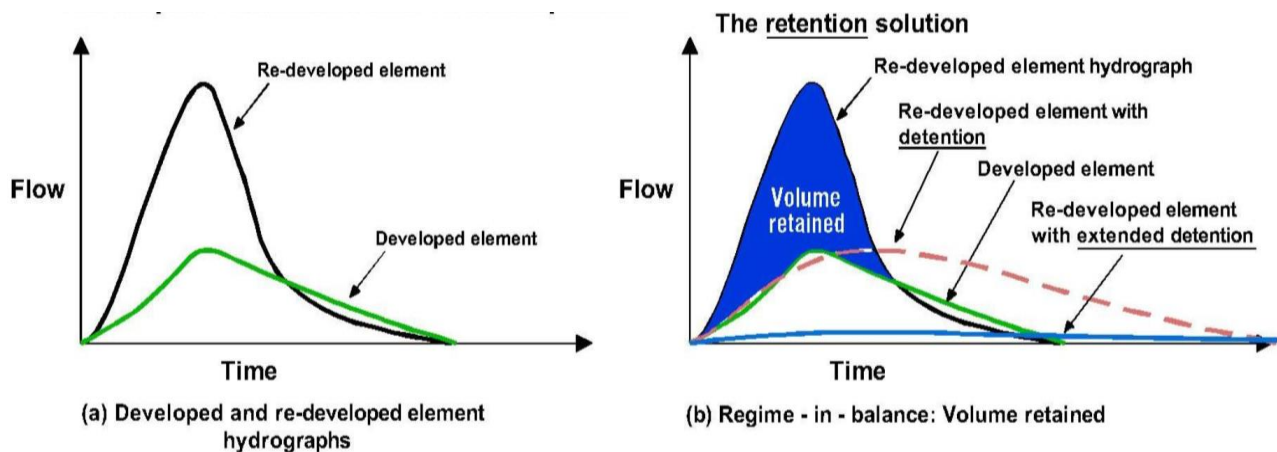 Re-developed element
Flow
Developed element
Time
(a) Developed and re-developed element
hydrographs
The retention solution
Re-developed element hydrograph
Re-developed element with
detention
Developed element
Flow
Volume
retained
Re-developed element
with extended detention
Time
(b) Regime - in - balance: Volume retained